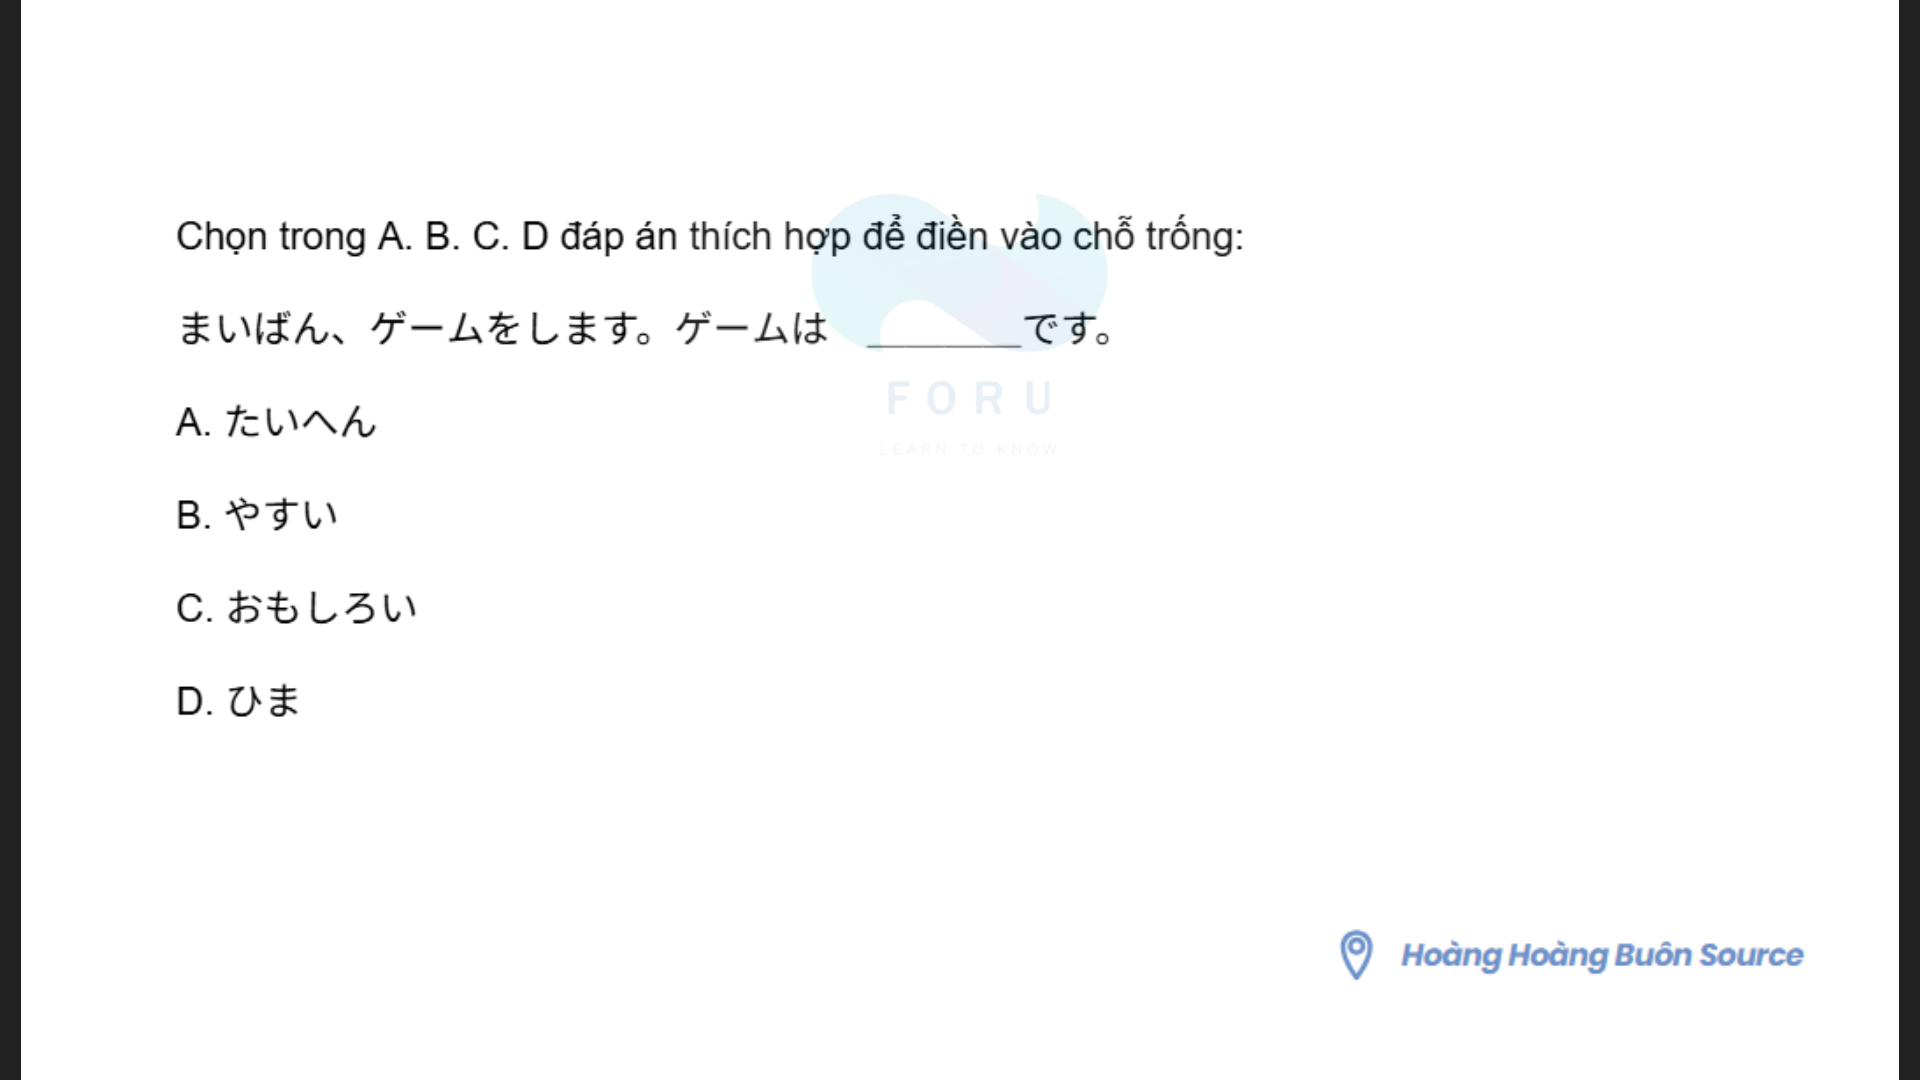 Chọn trong A. B. C. D đáp án thích hợp để điền vào chỗ trống:
まいばん、ゲームをします。ゲームは ________です。
FORU
LEARN TO KNOW
A. たいへん
B. やすい
C. おもしろい
D. ひま
Hoàng Hoàng Buôn Source